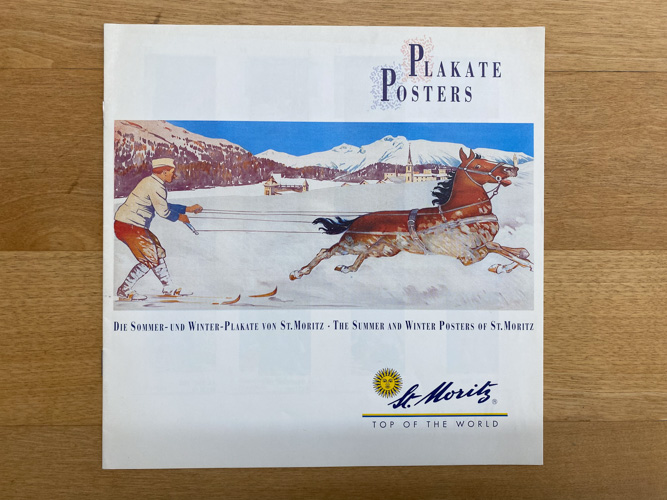 PLAKATE
POSTERS
DIE SOMMER- UND WINTER-PLAKATE VON ST.MORITZ · THE SUMMER AND WINTER POSTERS OF ST.MORITZ
St. Moritz®
TOP OF THE WORLD